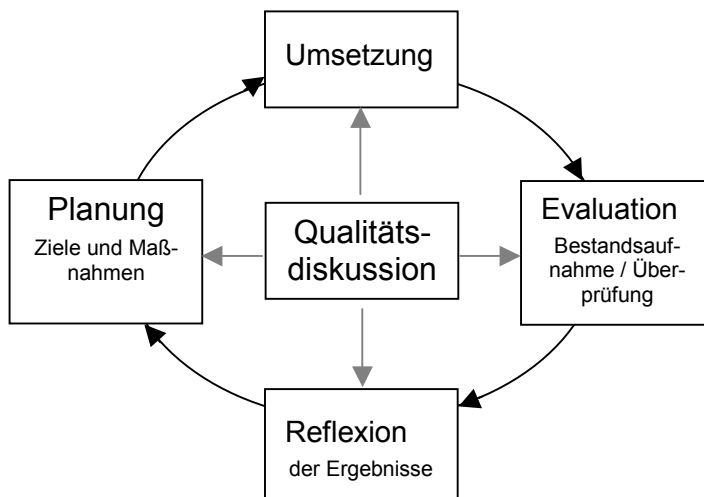 Umsetzung
Planung
Ziele und Maß-
nahmen
Qualitäts-
diskussion
Evaluation
Bestandsauf-
nahme / Über-
prüfung
Reflexion
der Ergebnisse